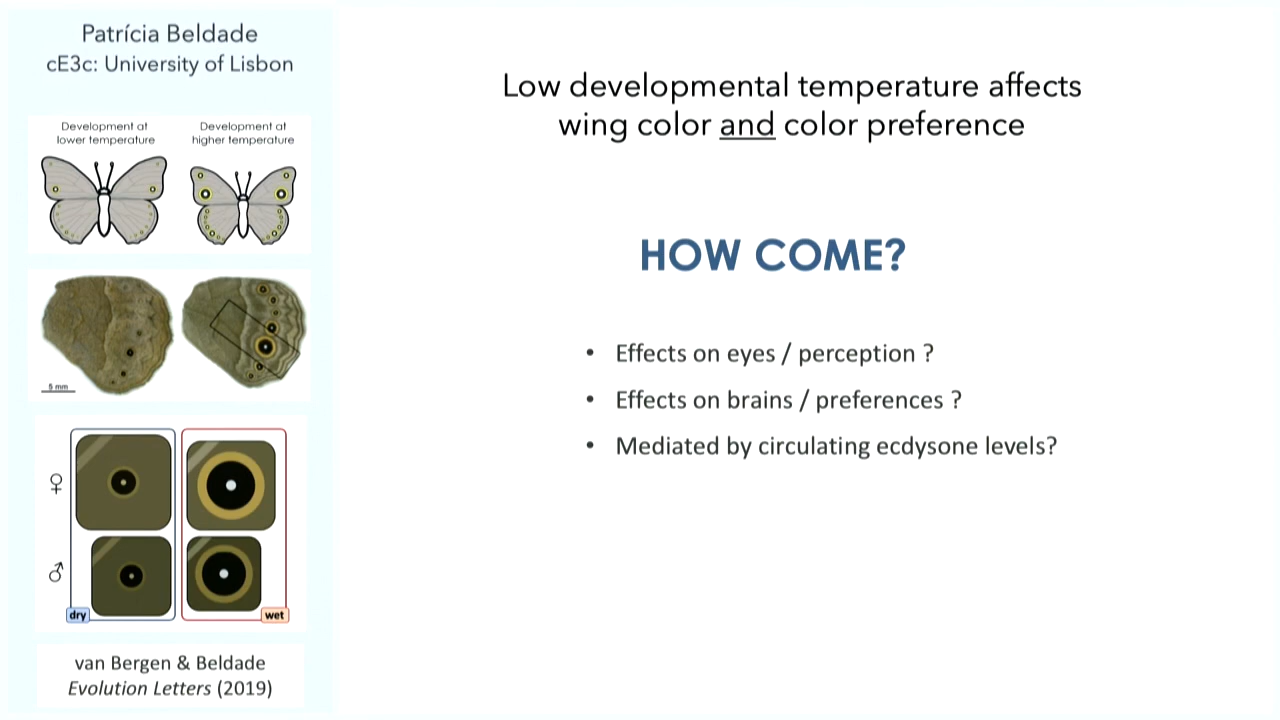 Patrícia Beldade
cE3c: University of Lisbon
Development at
lower temperature
Development at
higher temperature
5 mm
♀
♂
dry
wet
van Bergen & Beldade
Evolution Letters (2019)
Low developmental temperature affects
wing color and color preference
HOW COME?
• Effects on eyes / perception ?
• Effects on brains / preferences ?
• Mediated by circulating ecdysone levels?